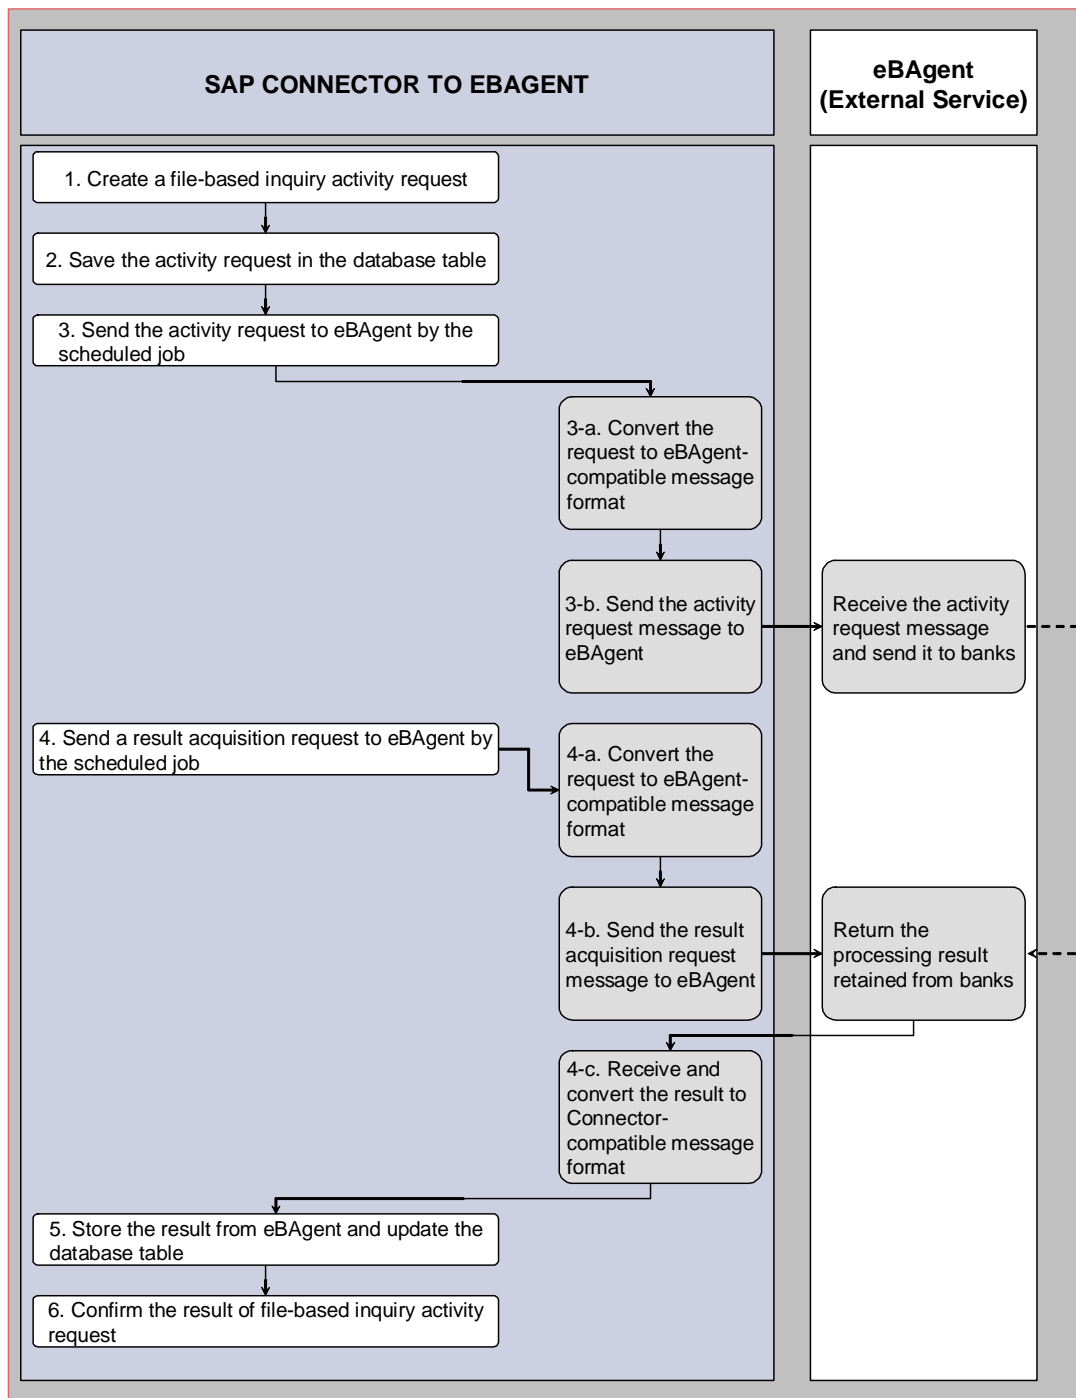 SAP CONNECTOR TO EBAGENT
eBAgent
(External Service)
1. Create a file-based inquiry activity request
2. Save the activity request in the database table
3. Send the activity request to eBAgent by the
scheduled job
3-a. Convert the
request to eBAgent-
compatible message
format
3-b. Send the activity
request message to
eBAgent
Receive the activity
request message
and send it to banks
4. Send a result acquisition request to eBAgent by
the scheduled job
4-a. Convert the
request to eBAgent-
compatible message
format
4-b. Send the result
acquisition request
message to eBAgent
Return the
processing result
retained from banks
4-c. Receive and
convert the result to
Connector-
compatible message
format
5. Store the result from eBAgent and update the
database table
6. Confirm the result of file-based inquiry activity
request